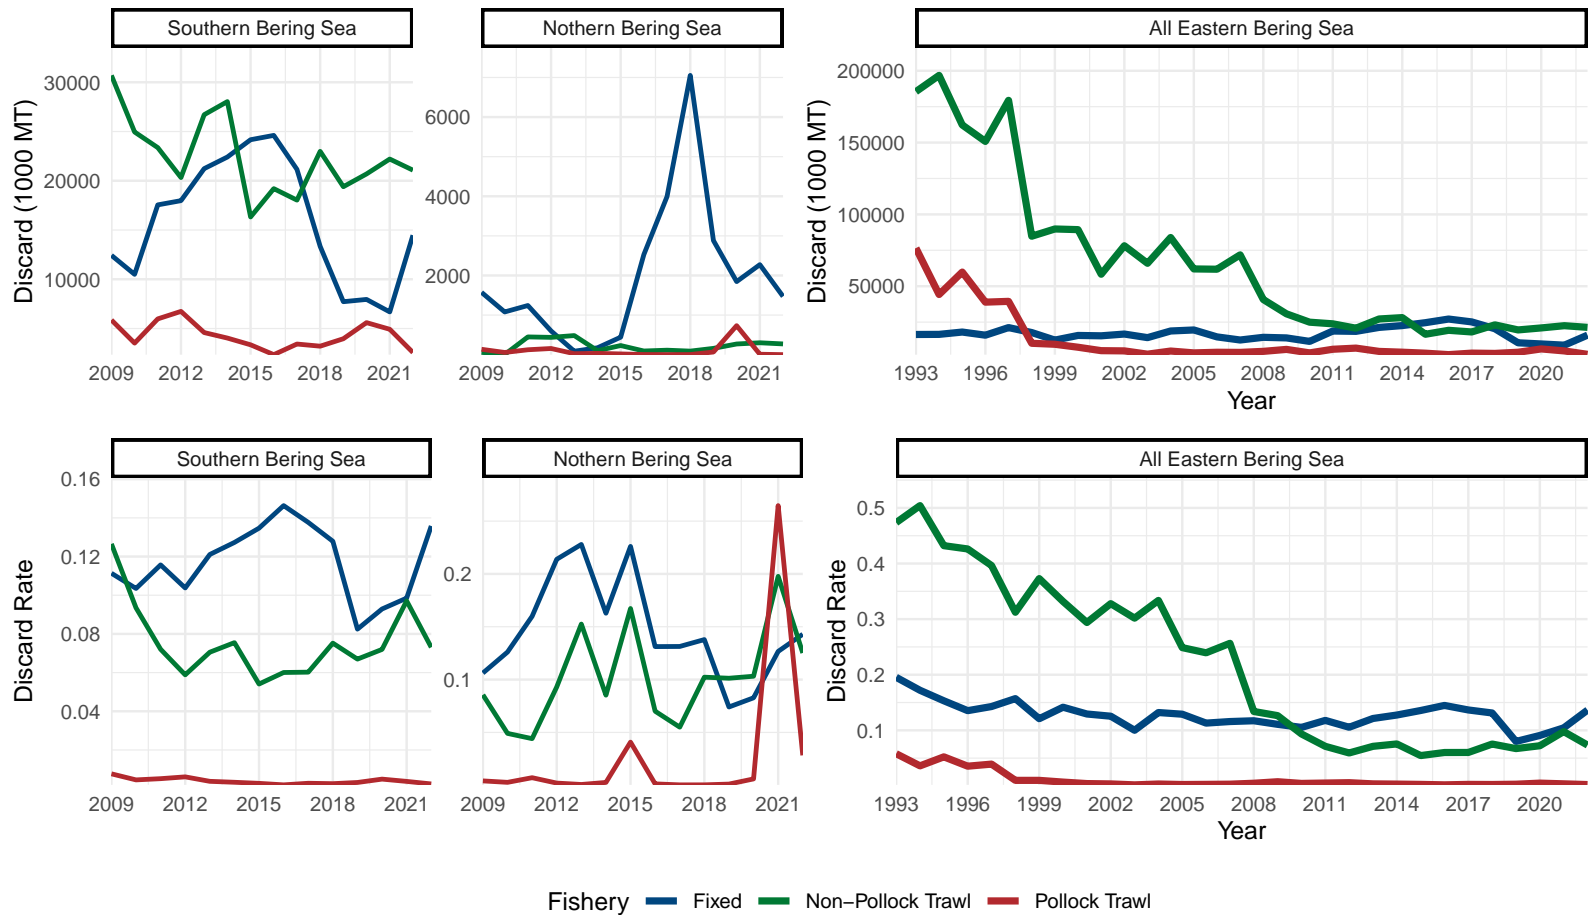 Southern Bering Sea
Nothern Bering Sea
All Eastern Bering Sea
Discard (1000 MT)
30000
20000
10000
2009 2012 2015 2018 2021
6000
4000
2000
2009 2012 2015 2018 2021
Discard (1000 MT)
200000
150000
100000
50000
1993 1996 1999 2002 2005 2008 2011 2014 2017 2020
Year
Southern Bering Sea
Nothern Bering Sea
All Eastern Bering Sea
Discard Rate
0.16
0.12
0.08
0.04
2009 2012 2015 2018 2021
0.2
0.1
2009 2012 2015 2018 2021
Discard Rate
0.5
0.4
0.3
0.2
0.1
1993 1996 1999 2002 2005 2008 2011 2014 2017 2020
Year
Fishery Fixed Non−Pollock Trawl Pollock Trawl